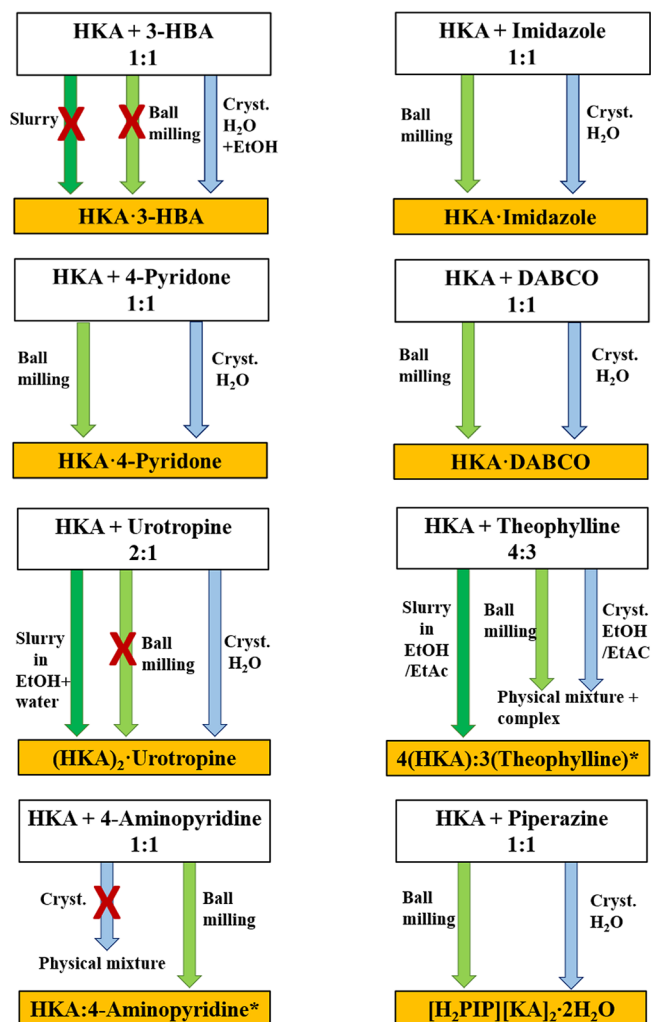 HKA + 3-HBA
1:1
Slurry
Ball
milling
Cryst.
H₂O
+EtOH
HKA·3-HBA
HKA + Imidazole
1:1
Ball
milling
Cryst.
H₂O
HKA·Imidazole
HKA + 4-Pyridone
1:1
Ball
milling
Cryst.
H₂O
HKA·4-Pyridone
HKA + DABCO
1:1
Ball
milling
Cryst.
H₂O
HKA·DABCO
HKA + Urotropine
2:1
Slurry
in
EtOH+
water
Ball
milling
Cryst.
H₂O
(HKA)₂·Urotropine
HKA + Theophylline
4:3
Slurry
in
EtOH
/EtAc
Ball
milling
Cryst.
EtOH
/EtAC
Physical mixture +
complex
4(HKA):3(Theophylline)*
HKA + 4-Aminopyridine
1:1
Cryst.
Physical mixture
Ball
milling
HKA:4-Aminopyridine*
HKA + Piperazine
1:1
Ball
milling
Cryst.
H₂O
[H₂PIP][KA]₂·2H₂O